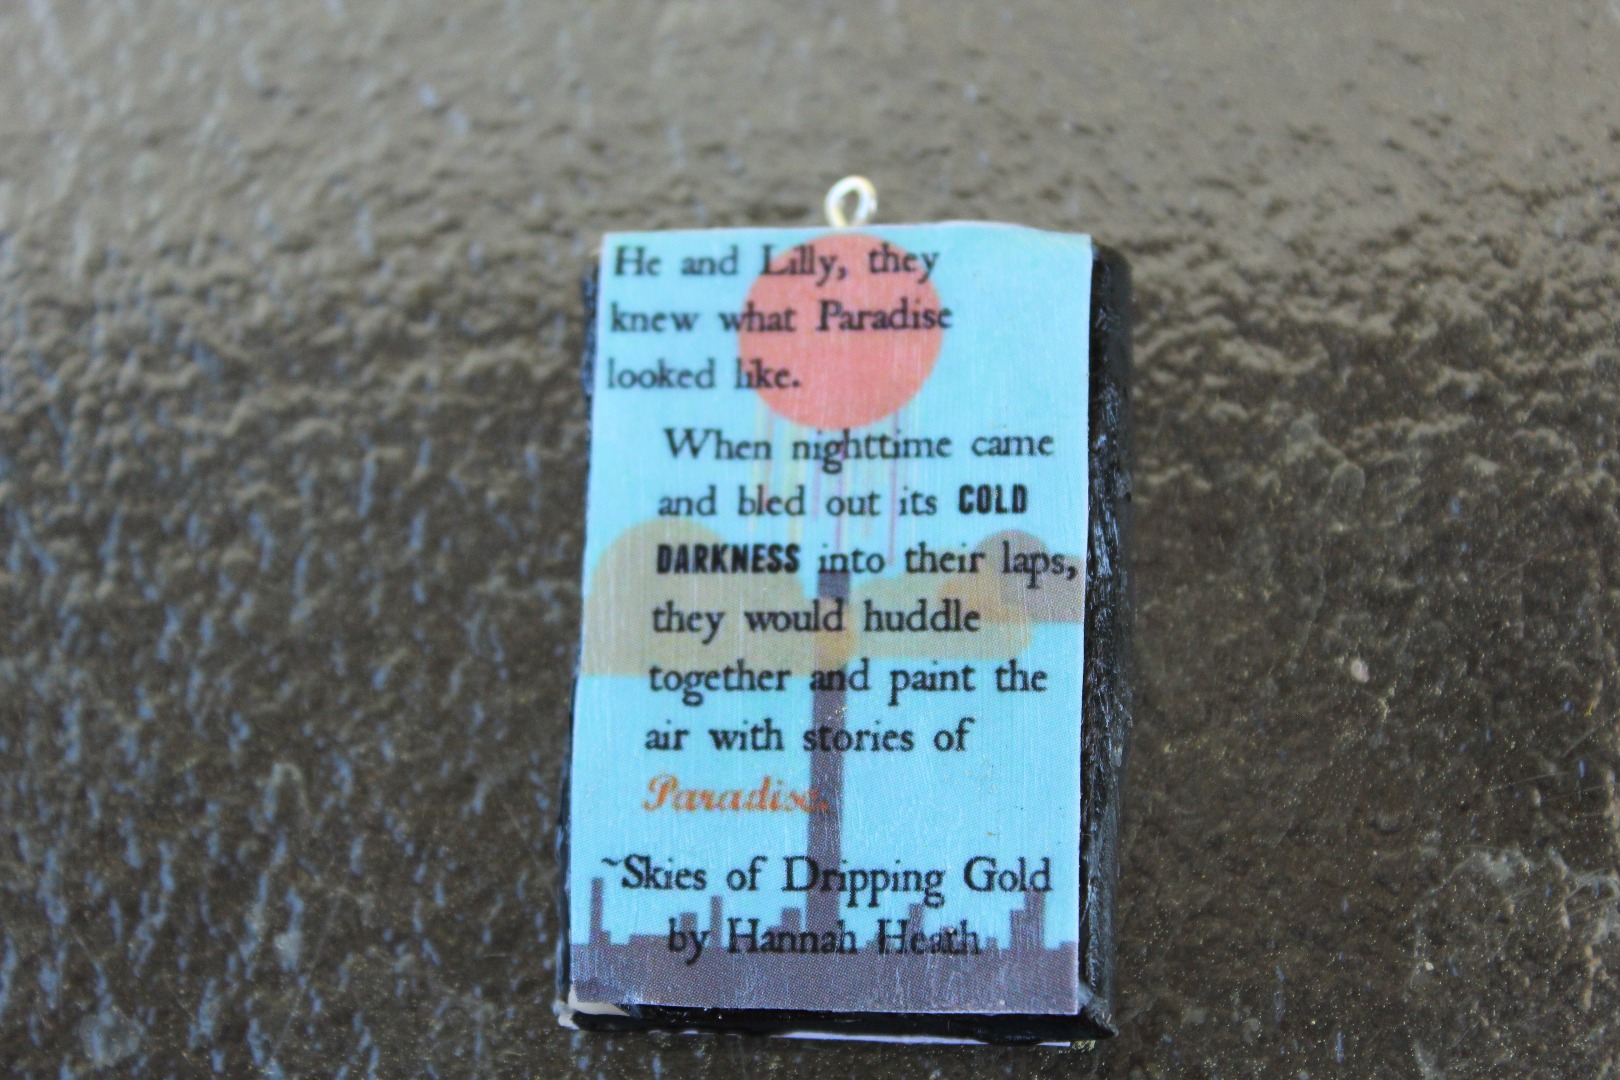 He and Lilly, they
knew what Paradise
looked like.
When nighttime came
and bled out its COLD
DARKNESS into their laps,
they would huddle
together and paint the
air with stories of
Paradise.
~Skies of Dripping Gold
by Hannah Heath